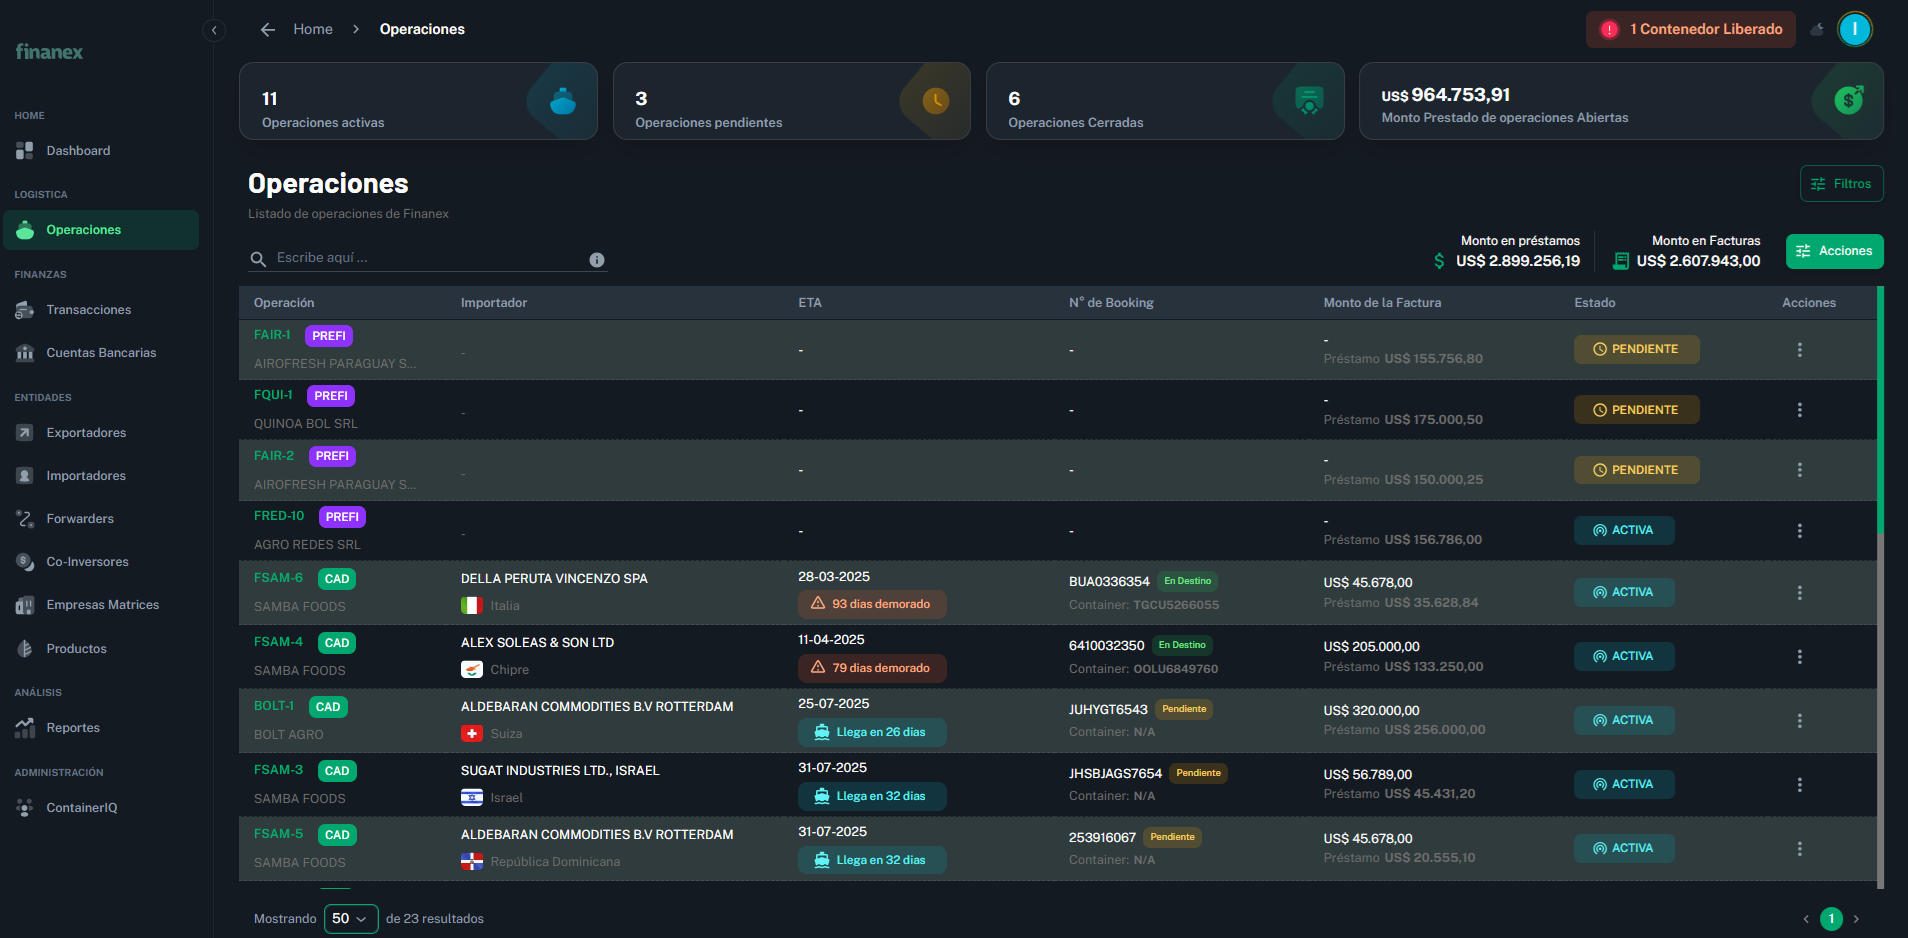 finanex
HOME
Dashboard
LOGISTICA
Operaciones
FINANZAS
Transacciones
Cuentas Bancarias
ENTIDADES
Exportadores
Importadores
Forwarders
Co-Inversores
Empresas Matrices
Productos
ANÁLISIS
Reportes
ADMINISTRACIÓN
ContainerIQ
Home > Operaciones
1 Contenedor Liberado
I
11
Operaciones activas
3
Operaciones pendientes
6
Operaciones Cerradas
US$ 964.753,91
Monto Prestado de operaciones Abiertas
Operaciones
Listado de operaciones de Finanex
Filtros
Escribe aquí ...
Monto en préstamos
US$ 2.899.256,19
Monto en Facturas
US$ 2.607.943,00
Acciones
Operación Importador ETA N° de Booking Monto de la Factura Estado Acciones
FAIR-1 PREFI
AIROFRESH PARAGUAY S...
- - - -
Préstamo US$ 155.756,80
PENDIENTE
FQUI-1 PREFI
QUINOA BOL SRL
- - - -
Préstamo US$ 175.000,50
PENDIENTE
FAIR-2 PREFI
AIROFRESH PARAGUAY S...
- - - -
Préstamo US$ 150.000,25
PENDIENTE
FRED-10 PREFI
AGRO REDES SRL
- - - -
Préstamo US$ 156.786,00
ACTIVA
FSAM-6 CAD
SAMBA FOODS
DELLA PERUTA VINCENZO SPA
Italia
28-03-2025
93 dias demorado
BUA0336354 En Destino
Container: TGCU5266055
US$ 45.678,00
Préstamo US$ 35.628,84
ACTIVA
FSAM-4 CAD
SAMBA FOODS
ALEX SOLEAS & SON LTD
Chipre
11-04-2025
79 dias demorado
6410032350 En Destino
Container: OOLU6849760
US$ 205.000,00
Préstamo US$ 133.250,00
ACTIVA
BOLT-1 CAD
BOLT AGRO
ALDEBARAN COMMODITIES B.V ROTTERDAM
Suiza
25-07-2025
Llega en 26 dias
JUHYGT6543 Pendiente
Container: N/A
US$ 320.000,00
Préstamo US$ 256.000,00
ACTIVA
FSAM-3 CAD
SAMBA FOODS
SUGAT INDUSTRIES LTD., ISRAEL
Israel
31-07-2025
Llega en 32 dias
JHSBJAGS7654 Pendiente
Container: N/A
US$ 56.789,00
Préstamo US$ 45.431,20
ACTIVA
FSAM-5 CAD
SAMBA FOODS
ALDEBARAN COMMODITIES B.V ROTTERDAM
República Dominicana
31-07-2025
Llega en 32 dias
253916067 Pendiente
Container: N/A
US$ 45.678,00
Préstamo US$ 20.555,10
ACTIVA
Mostrando 50 de 23 resultados
1